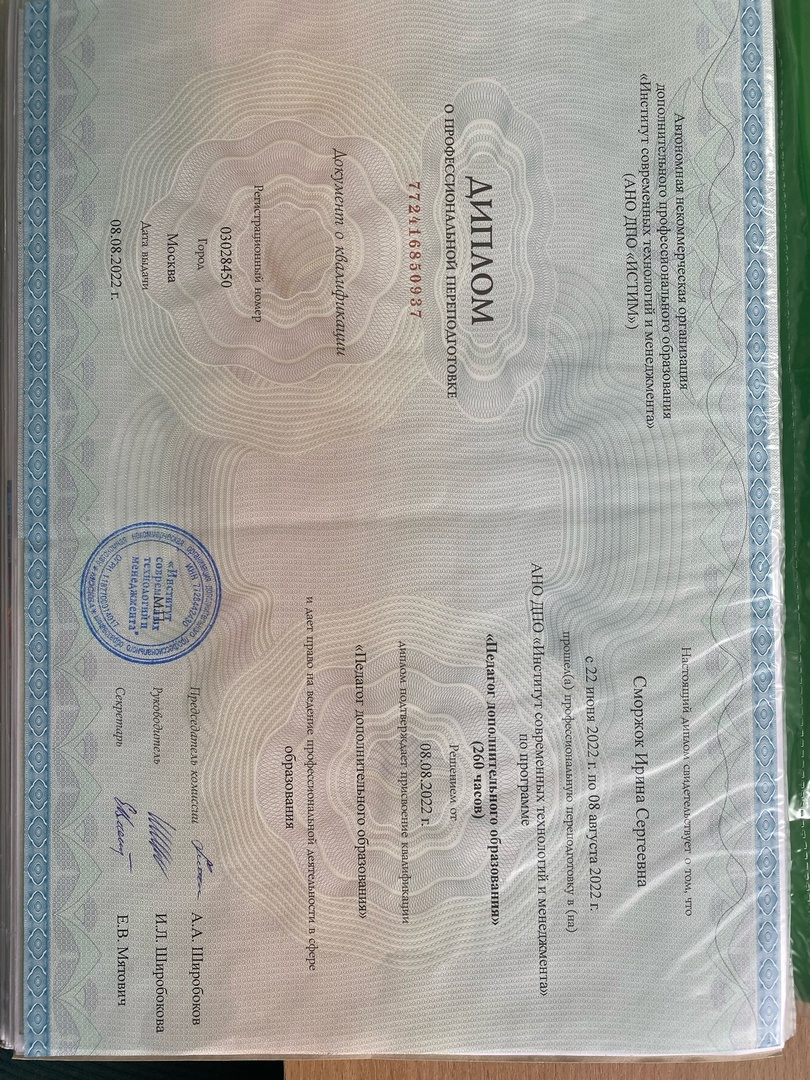 Автономная некоммерческая организация
дополнительного профессионального образования
«Институт современных технологий и менеджмента»
(АНО ДПО «ИСТИМ»)
ДИПЛОМ
О ПРОФЕССИОНАЛЬНОЙ ПЕРЕПОДГОТОВКЕ
772416850937
Документ о квалификации
Регистрационный номер
03028450
Город
Москва
Дата выдачи
08.08.2022 г.
Настоящий диплом свидетельствует о том, что
Сморжок Ирина Сергеевна
с 22 июня 2022 г. по 08 августа 2022 г.
прошел(а) профессиональную переподготовку в (на)
АНО ДПО «Институт современных технологий и менеджмента»
по программе
«Педагог дополнительного образования»
(260 часов)
Решением от
08.08.2022 г.
диплом подтверждает присвоение квалификации
«Педагог дополнительного образования»
и дает право на ведение профессиональной деятельности в сфере
образования
Председатель комиссии А.А. Широбоков
Руководитель И.Л. Широбокова
Секретарь Е.В. Мятович
М.П.
«Институт
современных
технологий и
менеджмента»